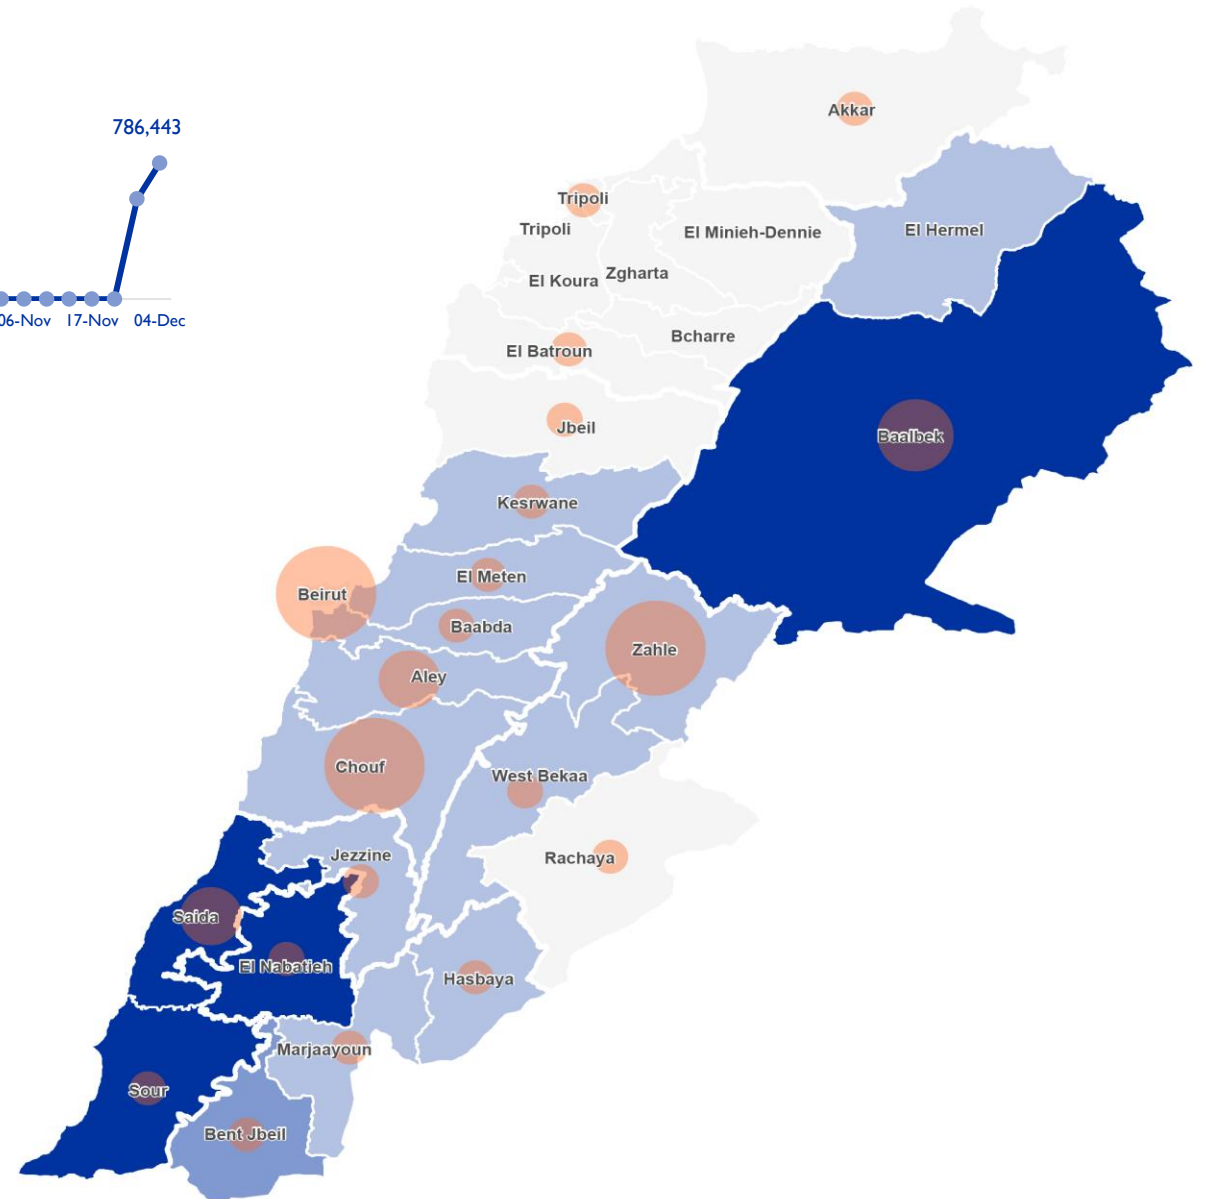 786,443
06-Nov 17-Nov 04-Dec
Akkar
Tripoli
Tripoli
El Minieh-Dennie
El Hermel
El Koura
Zgharta
El Batroun
Bcharre
Jbeil
Baalbek
Kesrwane
El Meten
Beirut
Baabda
Zahle
Aley
Chouf
West Bekaa
Jezzine
Rachaya
Saida
El Nabatieh
Hasbaya
Marjaayoun
Sour
Bent Jbeil